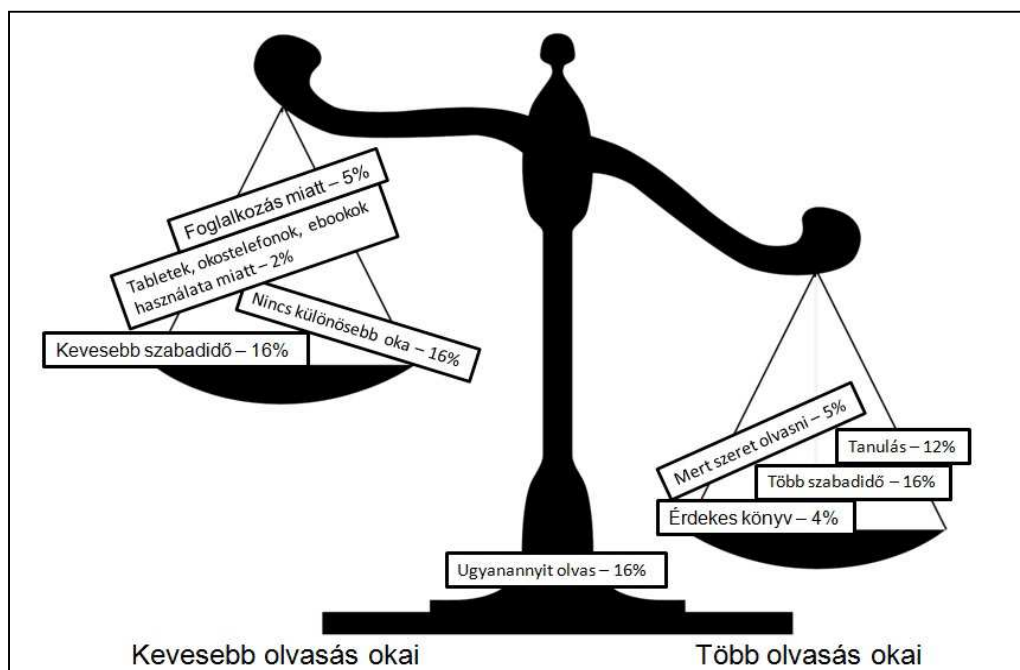 Foglalkozás miatt – 5%
Tabletek, okostelefonok, ebookok
használata miatt – 2%
Nincs különösebb oka – 16%
Kevesebb szabadidő – 16%
Mert szeret olvasni – 5%
Tanulás – 12%
Több szabadidő – 16%
Érdekes könyv – 4%
Ugyanannyit olvas – 16%
Kevesebb olvasás okai
Több olvasás okai